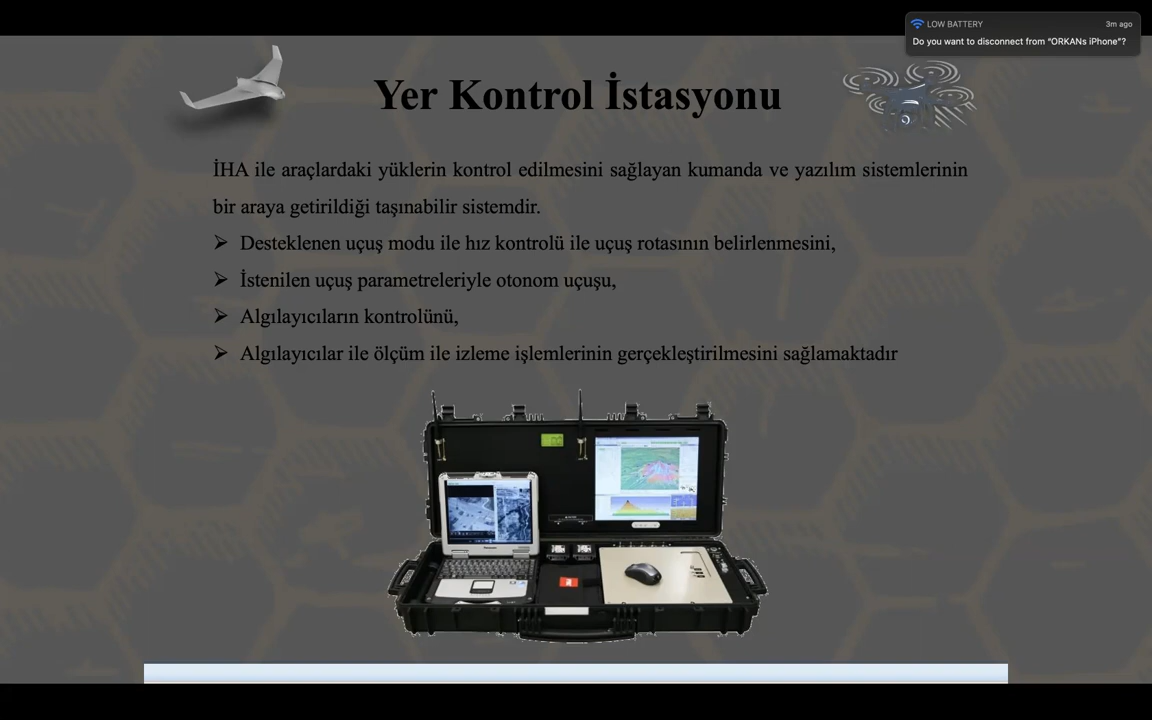 LOW BATTERY
3m ago
Do you want to disconnect from “ORKANs iPhone”?
Yer Kontrol İstasyonu
İHA ile araçlardaki yüklerin kontrol edilmesini sağlayan kumanda ve yazılım sistemlerinin
bir araya getirildiği taşınabilir sistemdir.
➢ Desteklenen uçuş modu ile hız kontrolü ile uçuş rotasının belirlenmesini,
➢ İstenilen uçuş parametreleriyle otonom uçuşu,
➢ Algılayıcıların kontrolünü,
➢ Algılayıcılar ile ölçüm ile izleme işlemlerinin gerçekleştirilmesini sağlamaktadır